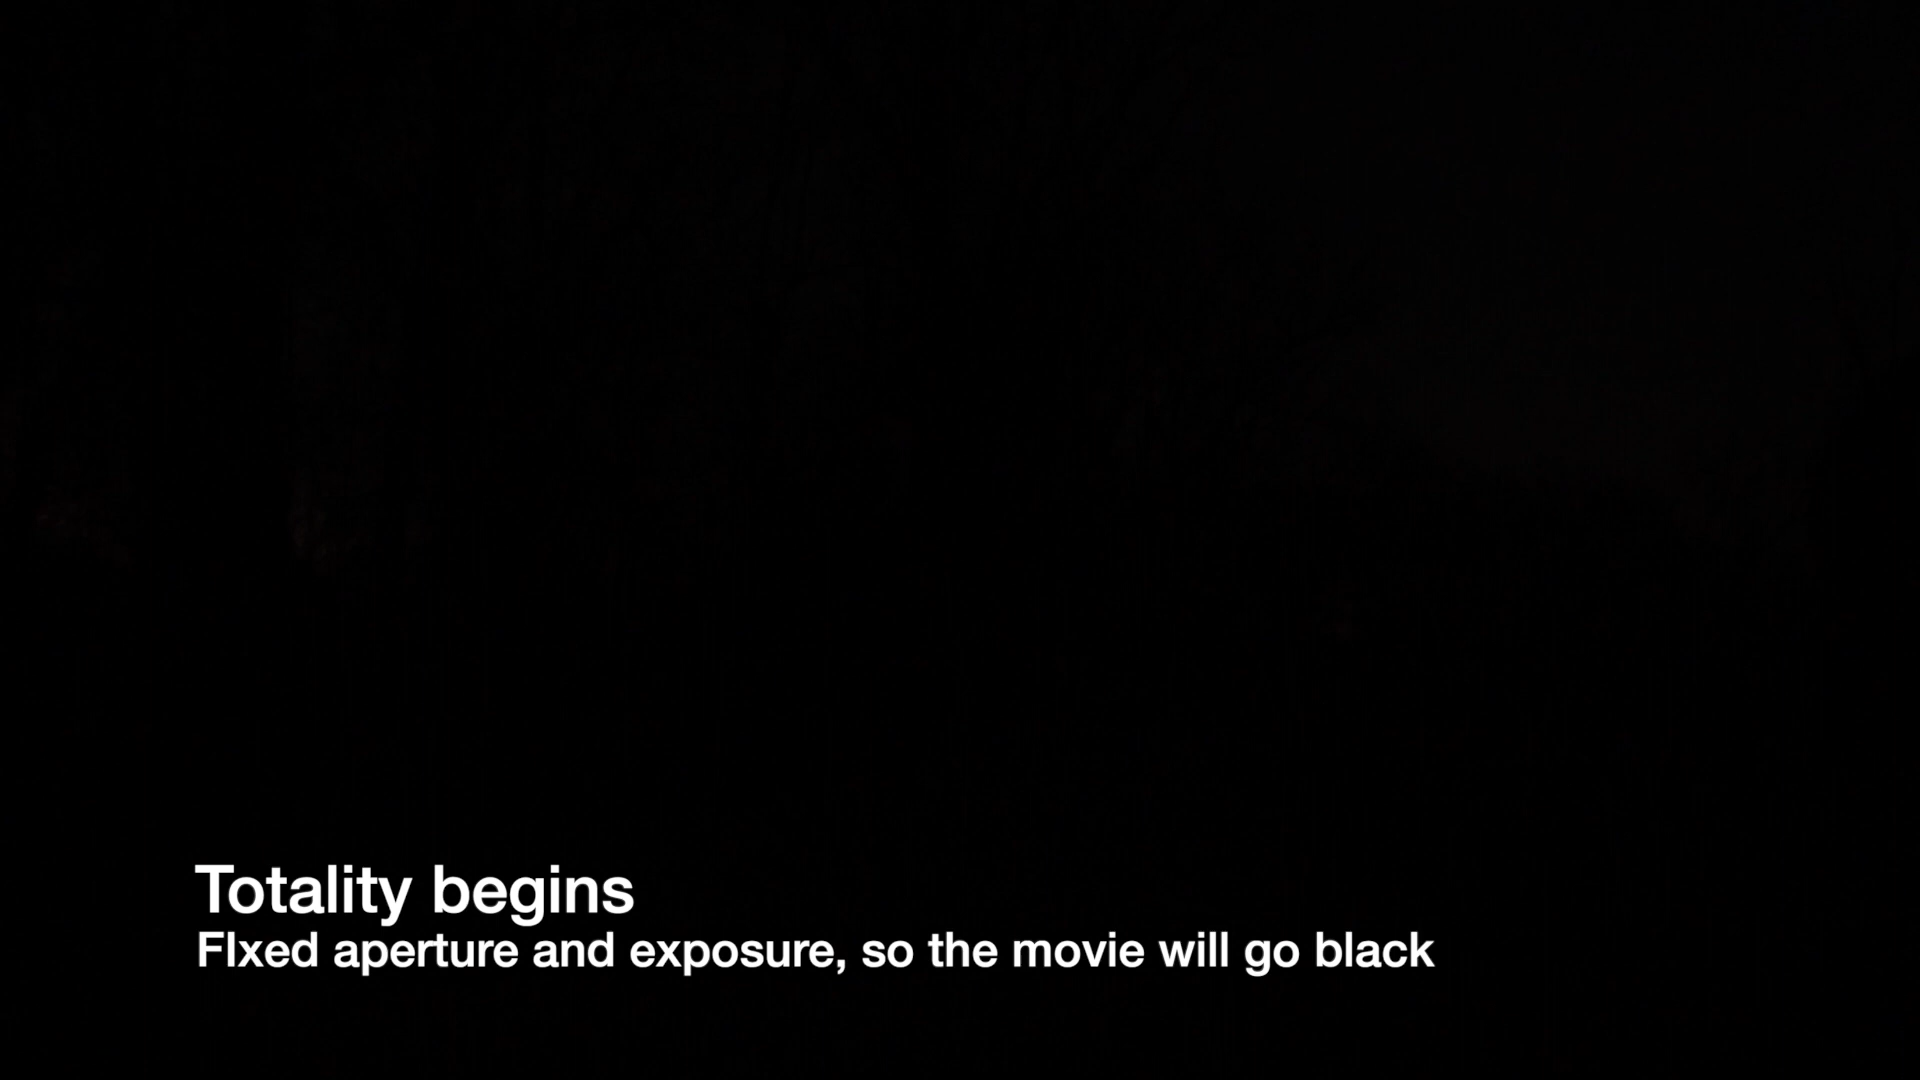 Totality begins
FIxed aperture and exposure, so the movie will go black